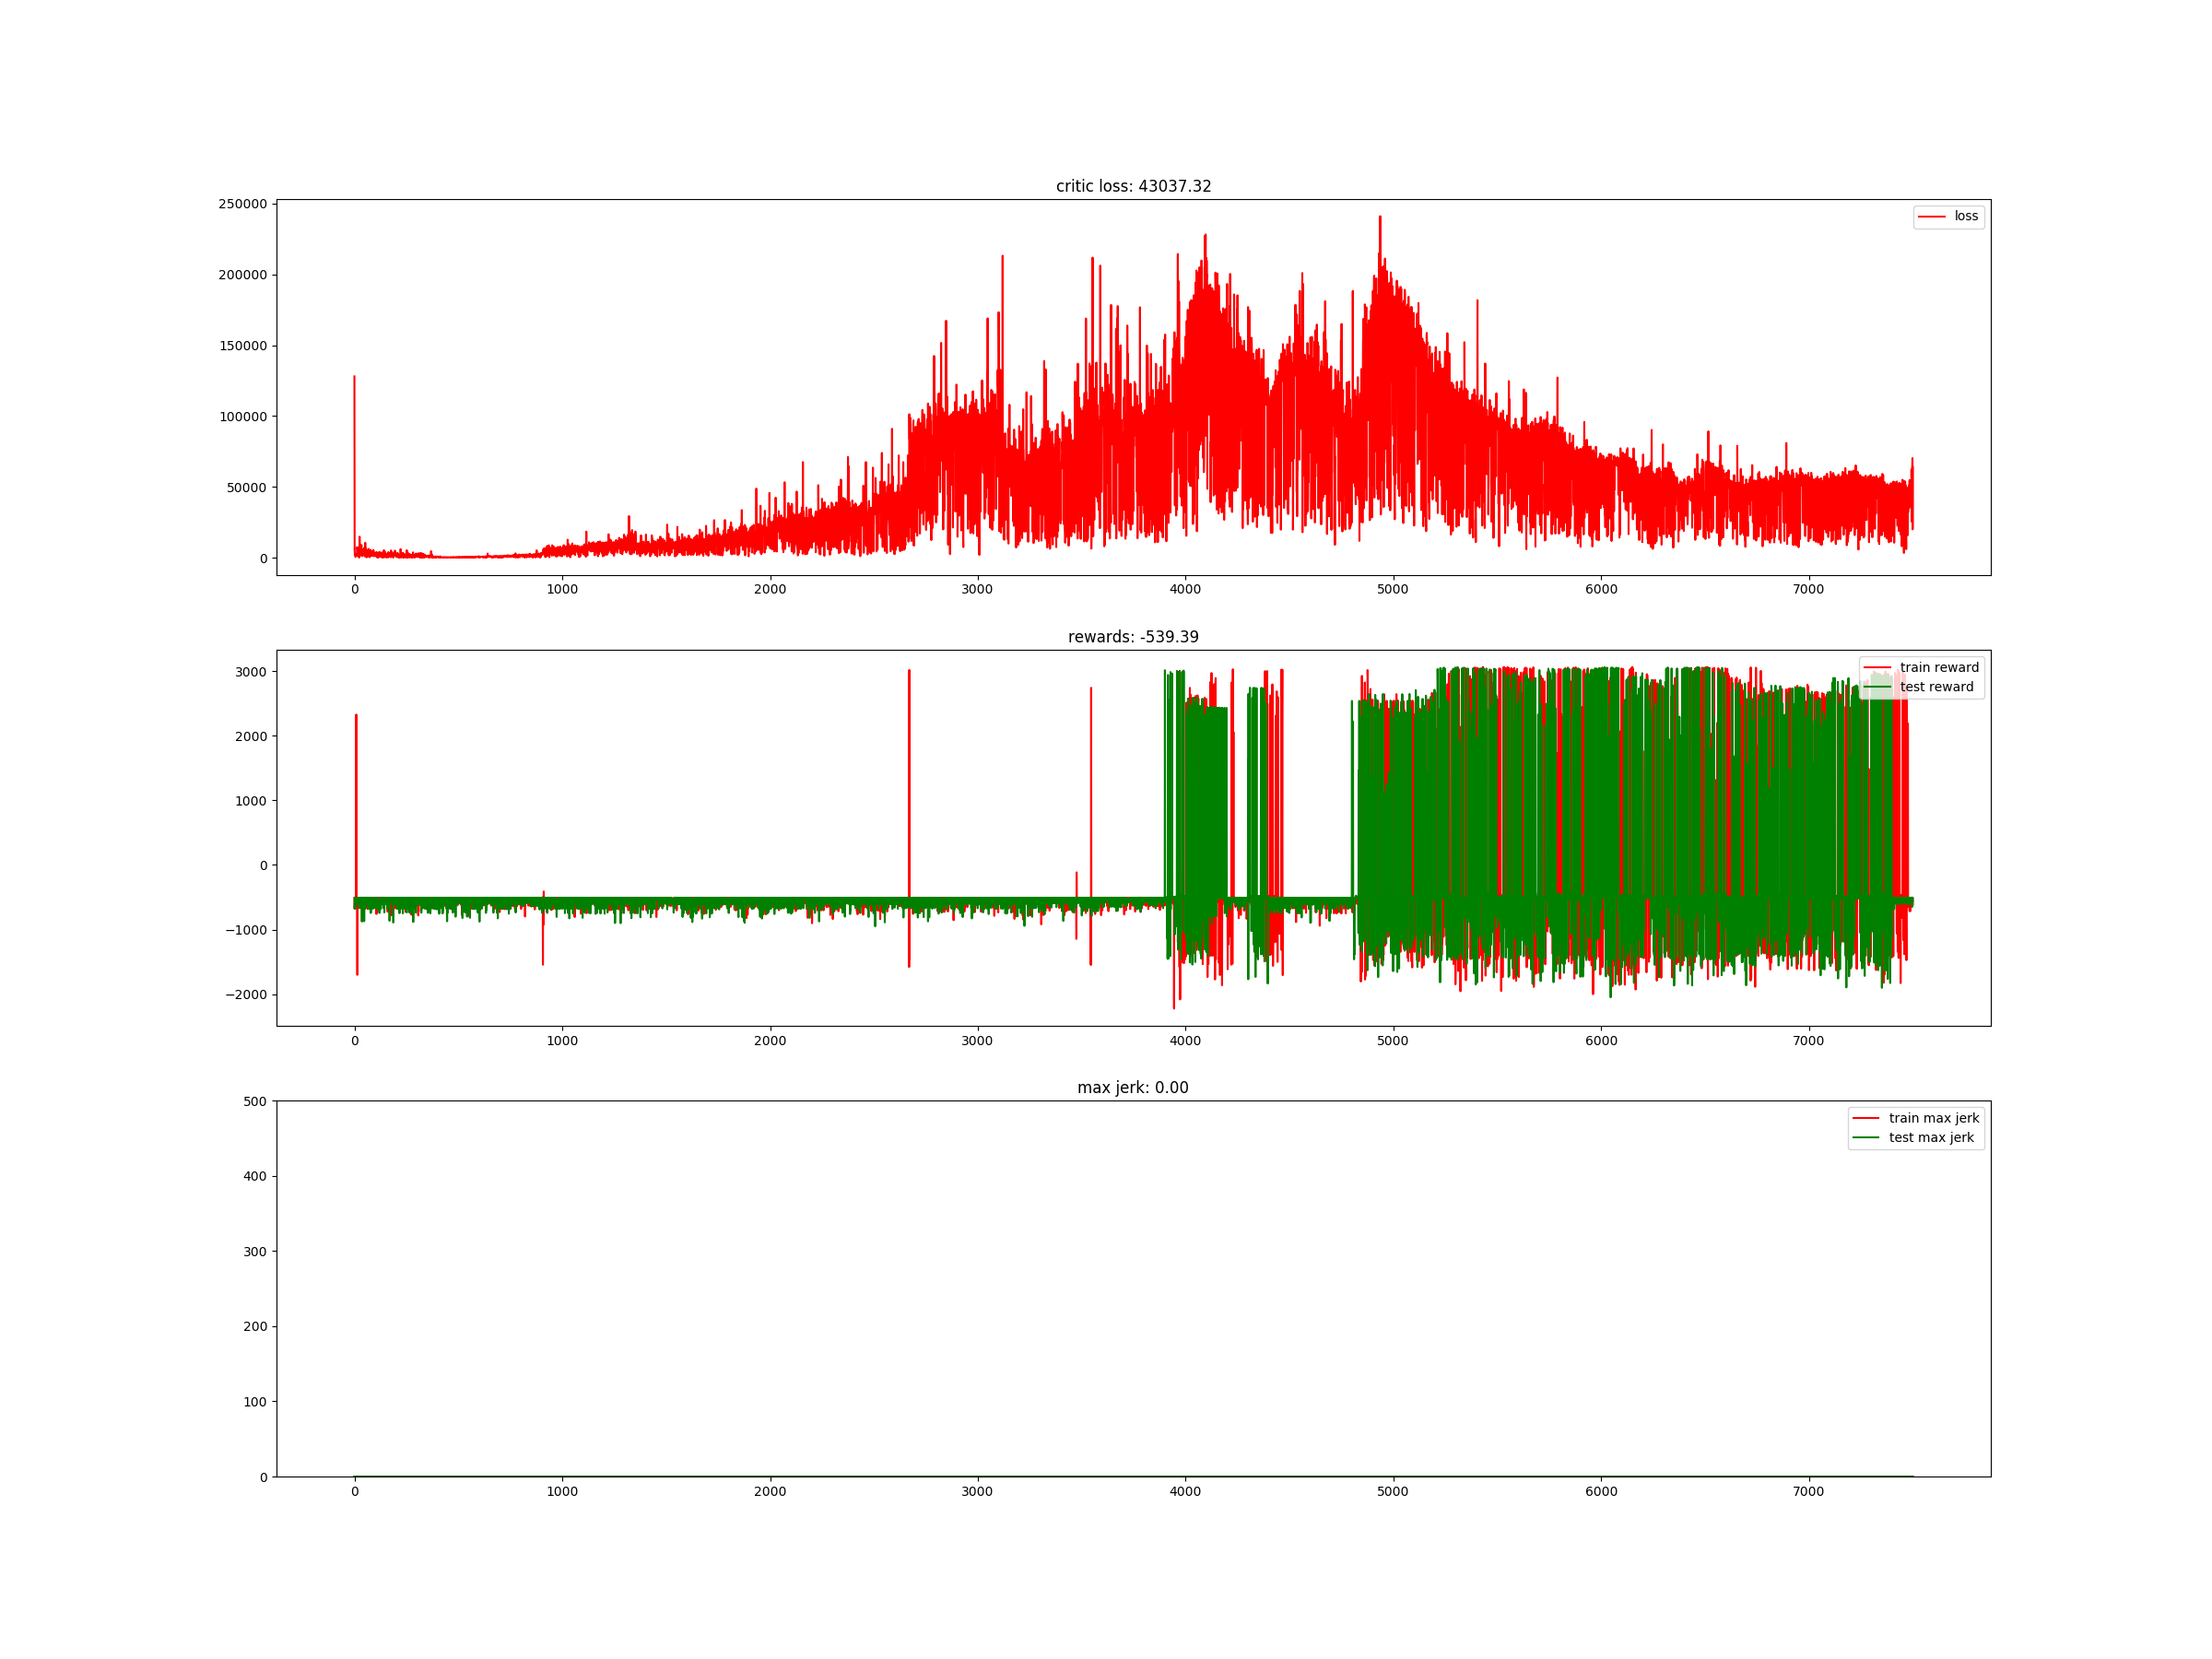 critic loss: 43037.32
250000
200000
150000
100000
50000
0
loss
0 1000 2000 3000 4000 5000 6000 7000
rewards: -539.39
3000
2000
1000
0
−1000
−2000
train reward
test reward
0 1000 2000 3000 4000 5000 6000 7000
max jerk: 0.00
500
400
300
200
100
0
train max jerk
test max jerk
0 1000 2000 3000 4000 5000 6000 7000